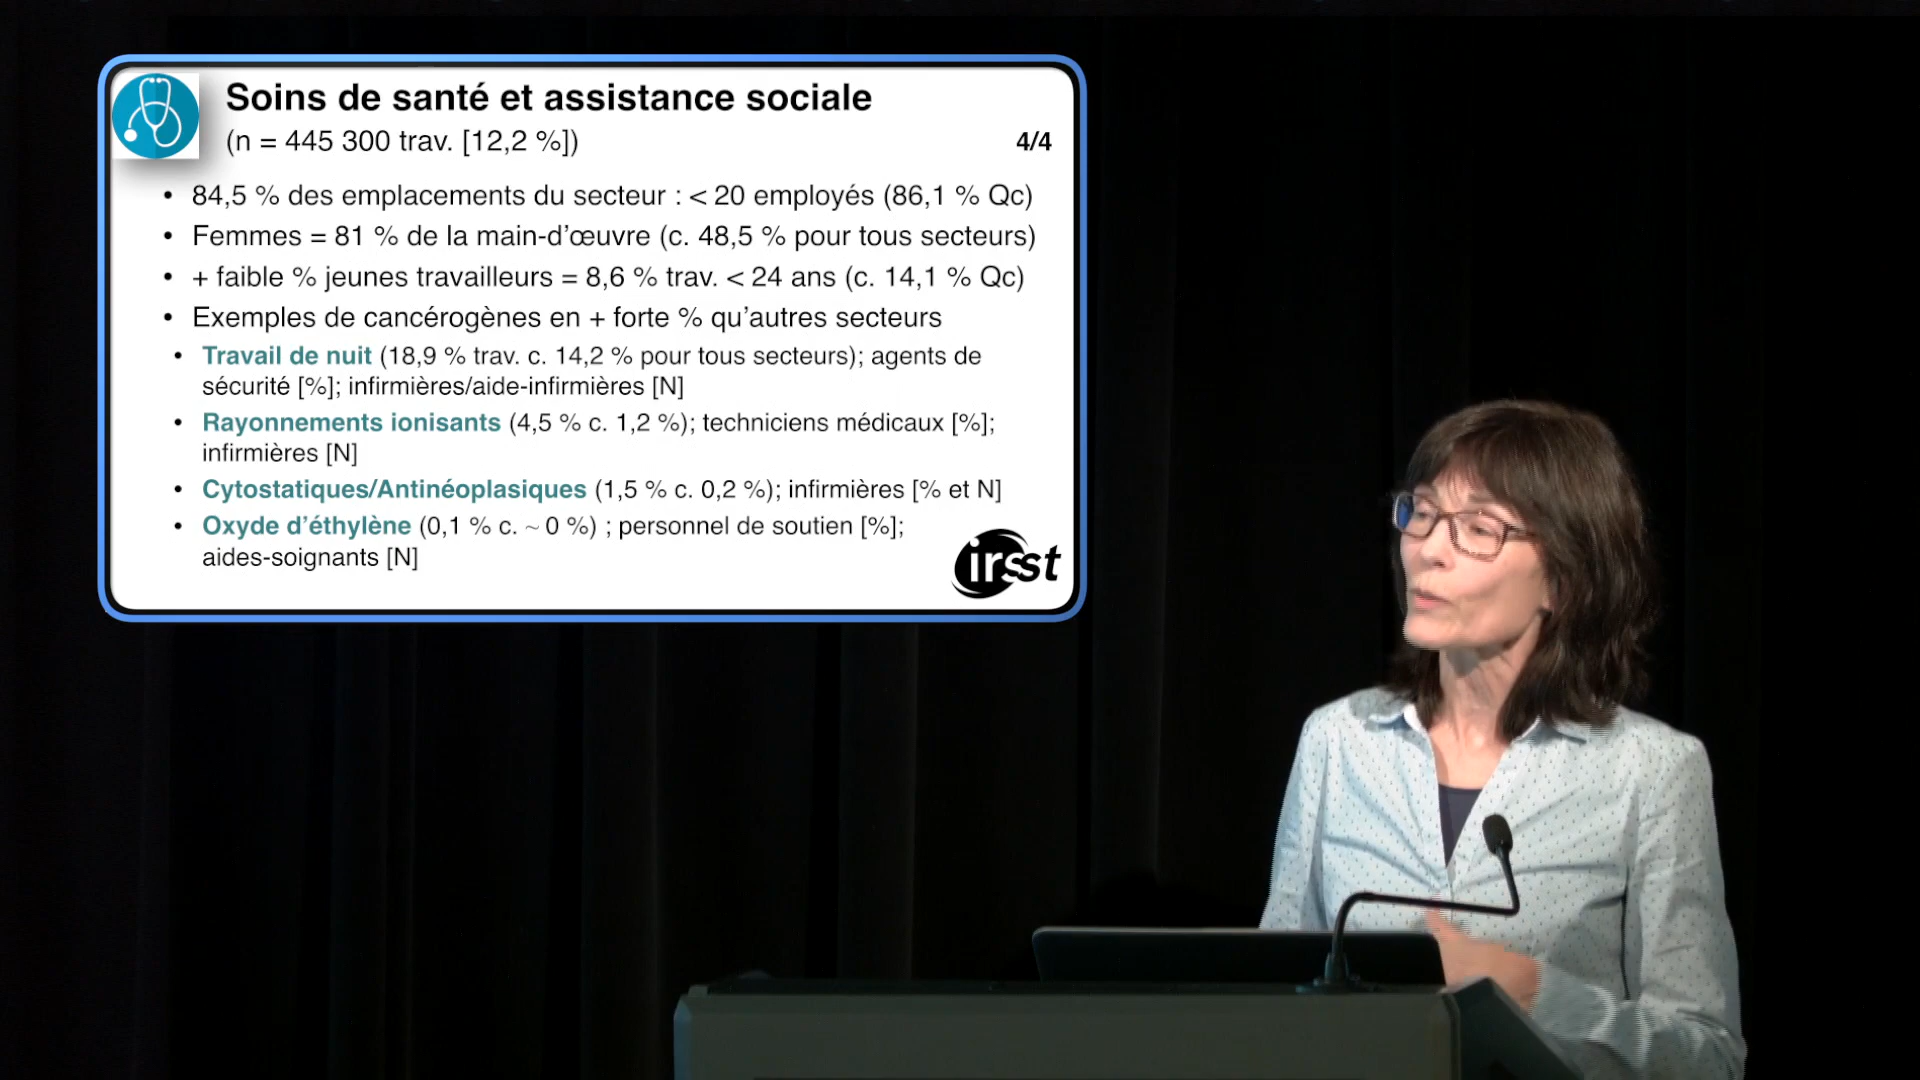 Soins de santé et assistance sociale
(n = 445 300 trav. [12,2 %])
4/4
• 84,5 % des emplacements du secteur : < 20 employés (86,1 % Qc)
• Femmes = 81 % de la main-d’œuvre (c. 48,5 % pour tous secteurs)
• + faible % jeunes travailleurs = 8,6 % trav. < 24 ans (c. 14,1 % Qc)
• Exemples de cancérogènes en + forte % qu’autres secteurs
• Travail de nuit (18,9 % trav. c. 14,2 % pour tous secteurs); agents de
sécurité [%]; infirmières/aide-infirmières [N]
• Rayonnements ionisants (4,5 % c. 1,2 %); techniciens médicaux [%];
infirmières [N]
• Cytostatiques/Antinéoplasiques (1,5 % c. 0,2 %); infirmières [% et N]
• Oxyde d’éthylène (0,1 % c. ~ 0 %) ; personnel de soutien [%];
aides-soignants [N]
irsst